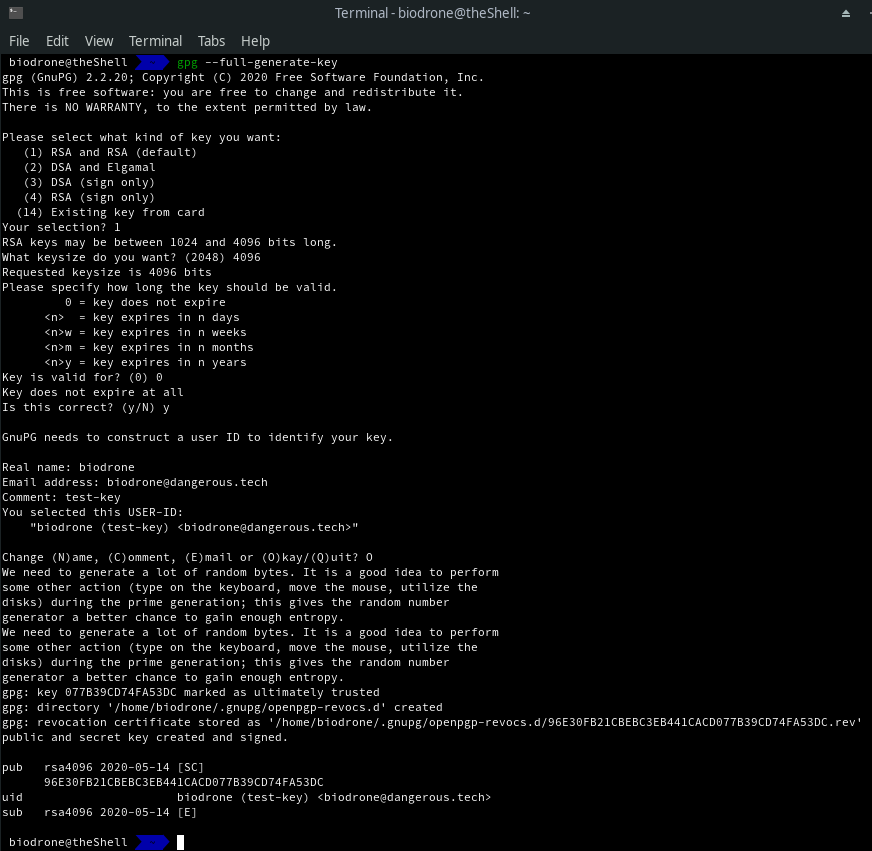 Terminal - biodrone@theShell: ~
File Edit View Terminal Tabs Help
biodrone@theShell ~ gpg --full-generate-key
gpg (GnuPG) 2.2.20; Copyright (C) 2020 Free Software Foundation, Inc.
This is free software: you are free to change and redistribute it.
There is NO WARRANTY, to the extent permitted by law.
Please select what kind of key you want:
(1) RSA and RSA (default)
(2) DSA and Elgamal
(3) DSA (sign only)
(4) RSA (sign only)
(14) Existing key from card
Your selection? 1
RSA keys may be between 1024 and 4096 bits long.
What keysize do you want? (2048) 4096
Requested keysize is 4096 bits
Please specify how long the key should be valid.
0 = key does not expire
<n> = key expires in n days
<n>w = key expires in n weeks
<n>m = key expires in n months
<n>y = key expires in n years
Key is valid for? (0) 0
Key does not expire at all
Is this correct? (y/N) y
GnuPG needs to construct a user ID to identify your key.
Real name: biodrone
Email address: biodrone@dangerous.tech
Comment: test-key
You selected this USER-ID:
"biodrone (test-key) <biodrone@dangerous.tech>"
Change (N)ame, (C)omment, (E)mail or (O)kay/(Q)uit? O
We need to generate a lot of random bytes. It is a good idea to perform
some other action (type on the keyboard, move the mouse, utilize the
disks) during the prime generation; this gives the random number
generator a better chance to gain enough entropy.
We need to generate a lot of random bytes. It is a good idea to perform
some other action (type on the keyboard, move the mouse, utilize the
disks) during the prime generation; this gives the random number
generator a better chance to gain enough entropy.
gpg: key 077B39CD74FA53DC marked as ultimately trusted
gpg: directory '/home/biodrone/.gnupg/openpgp-revocs.d' created
gpg: revocation certificate stored as '/home/biodrone/.gnupg/openpgp-revocs.d/96E30FB21CBEBC3EB441CACD077B39CD74FA53DC.rev'
public and secret key created and signed.
pub rsa4096 2020-05-14 [SC]
96E30FB21CBEBC3EB441CACD077B39CD74FA53DC
uid biodrone (test-key) <biodrone@dangerous.tech>
sub rsa4096 2020-05-14 [E]
biodrone@theShell ~